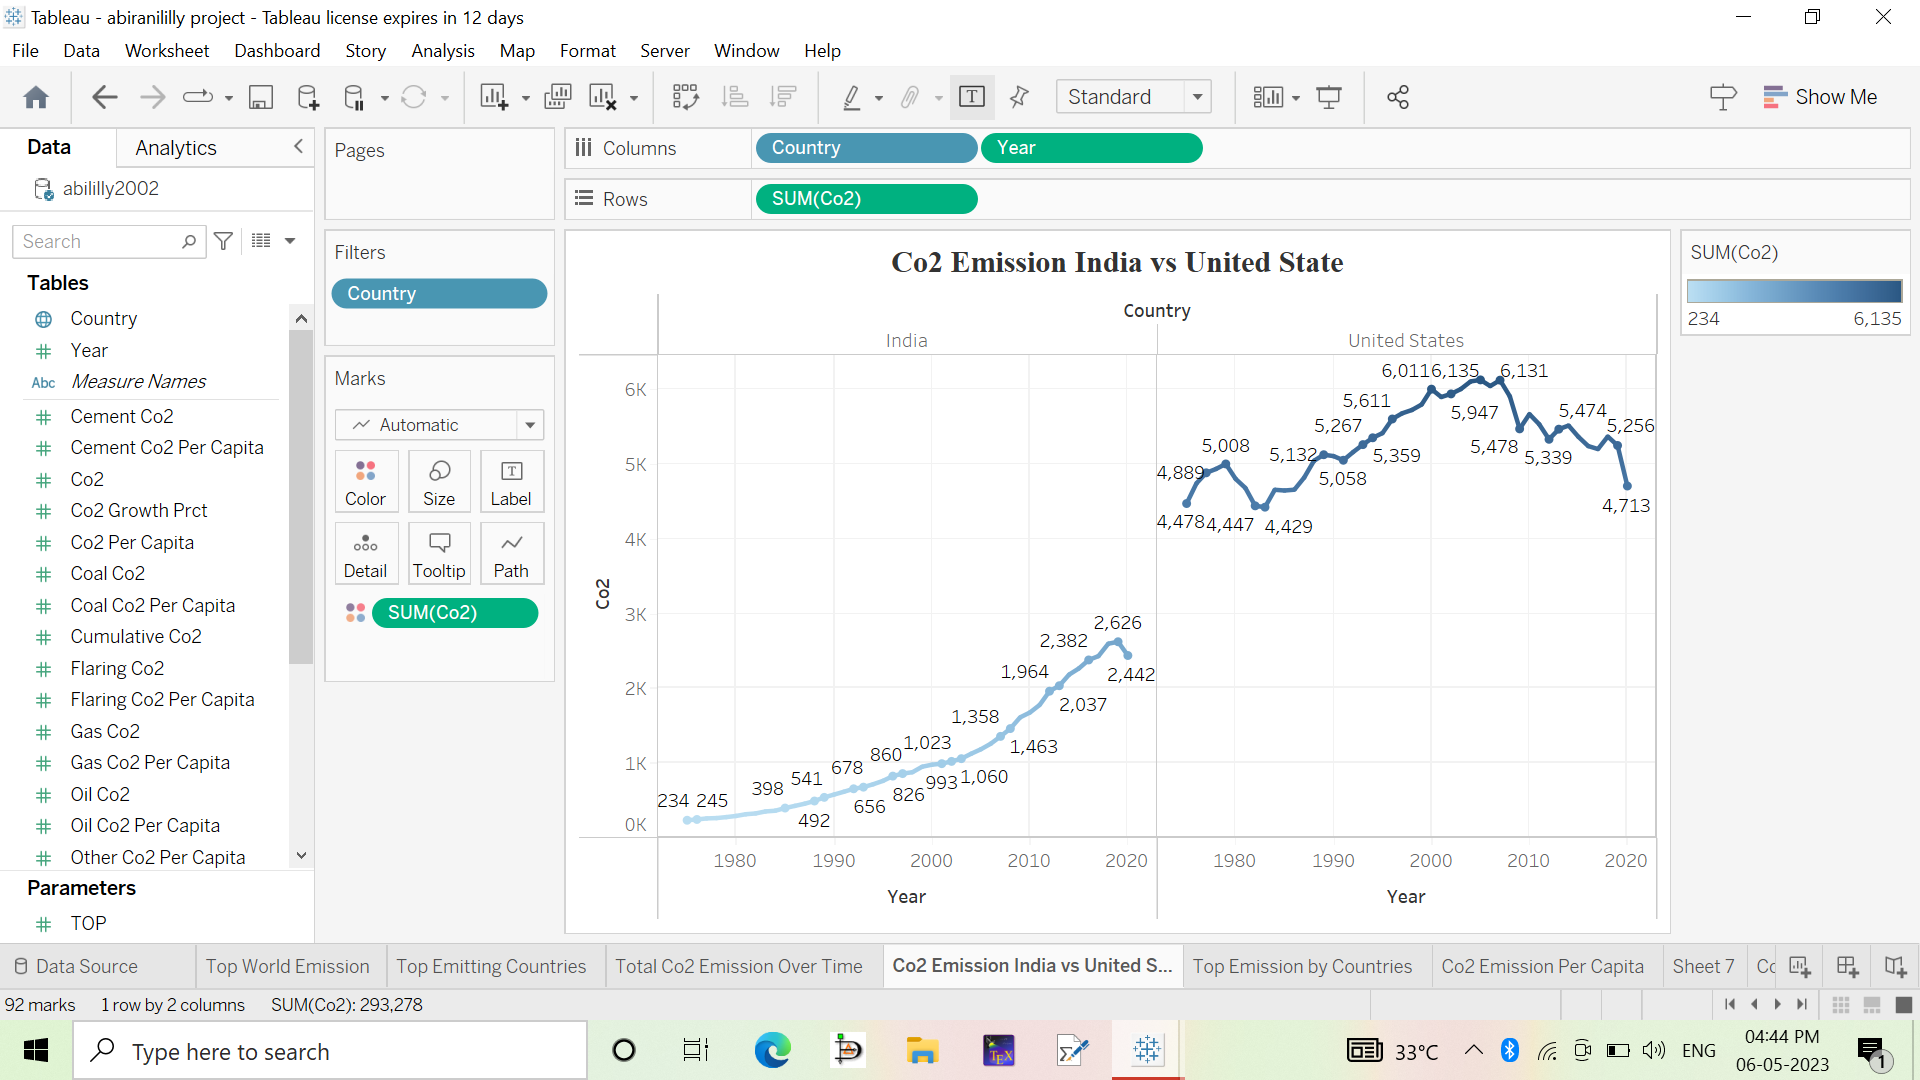 Tableau - abiranililly project - Tableau license expires in 12 days
File Data Worksheet Dashboard Story Analysis Map Format Server Window Help
Standard
Show Me
Data Analytics
abililly2002
Search
Tables
Country
Year
Abc Measure Names
Cement Co2
Cement Co2 Per Capita
Co2
Co2 Growth Prct
Co2 Per Capita
Coal Co2
Coal Co2 Per Capita
Cumulative Co2
Flaring Co2
Flaring Co2 Per Capita
Gas Co2
Gas Co2 Per Capita
Oil Co2
Oil Co2 Per Capita
Other Co2 Per Capita
Parameters
TOP
Pages
Filters
Country
Marks
Automatic
Color Size Label
Detail Tooltip Path
SUM(Co2)
Columns Country Year
Rows SUM(Co2)
Co2 Emission India vs United State
Country
India United States
Co2
6K
5K
4K
3K
2K
1K
0K
234 245
398
492
541
656
678
826
860
993
1,023
1,060
1,358
1,463
1,964
2,037
2,382
2,626
2,442
4,478
4,889
5,008
4,447
4,429
5,132
5,058
5,267
5,359
5,611
6,011
5,947
6,135
6,131
5,478
5,339
5,474
5,256
4,713
1980 1990 2000 2010 2020 1980 1990 2000 2010 2020
Year Year
SUM(Co2)
234 6,135
Data Source Top World Emission Top Emitting Countries Total Co2 Emission Over Time Co2 Emission India vs United S... Top Emission by Countries Co2 Emission Per Capita Sheet 7 Cc
92 marks 1 row by 2 columns SUM(Co2): 293,278
Type here to search
TEX
33°C
ENG
04:44 PM
06-05-2023
1